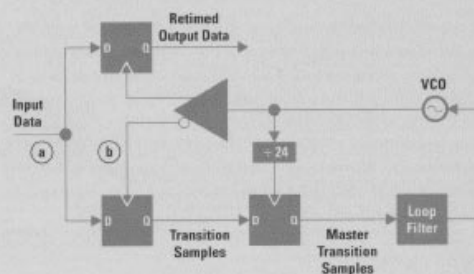 Retimed
Output Data
D
Q
VCO
Input
Data
a
b
÷24
D
Q
D
Q
Loop
Filter
Transition
Samples
Master
Transition
Samples